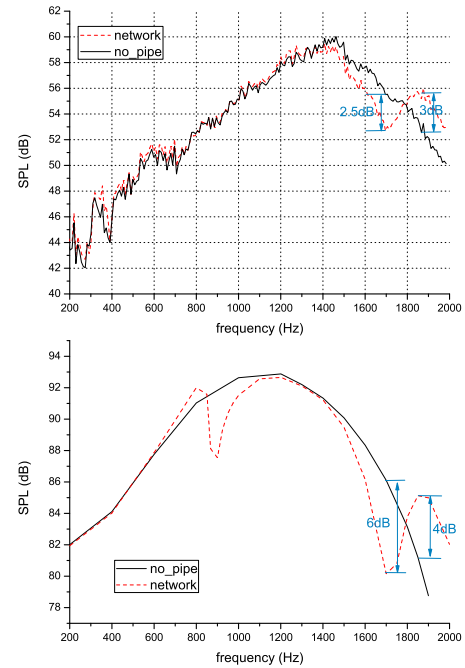 62
60
58
56
54
52
50
48
46
44
42
40
SPL (dB)
network
no_pipe
2.5dB
3dB
200 400 600 800 1000 1200 1400 1600 1800 2000
frequency (Hz)
94
92
90
88
86
84
82
80
78
SPL (dB)
6dB
4dB
no_pipe
network
200 400 600 800 1000 1200 1400 1600 1800 2000
frequency (Hz)